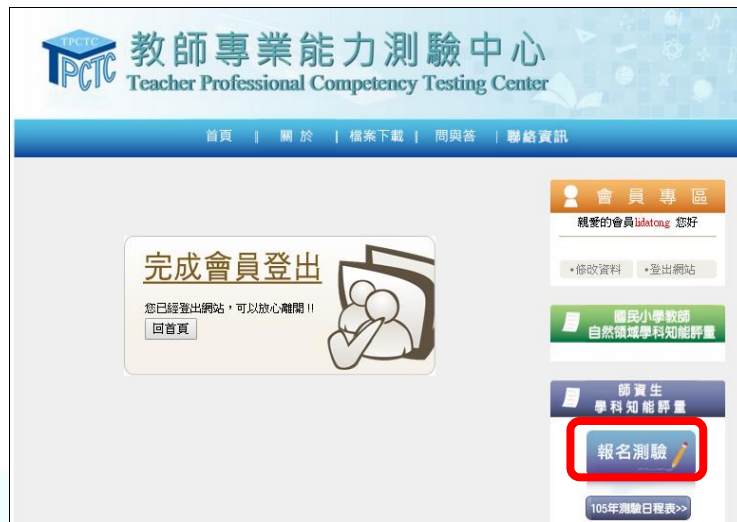 TPCTC
PCTC
教師專業能力測驗中心
Teacher Professional Competency Testing Center
首頁 | 關於 | 檔案下載 | 問與答 | 聯絡資訊
會員專區
親愛的會員lidatong 您好
•修改資料 •登出網站
完成會員登出
您已經登出網站，可以放心離開!!
回首頁
國民小學教師
自然領域學科知能評量
師資生
學科知能評量
報名測驗
105年測驗日程表>>